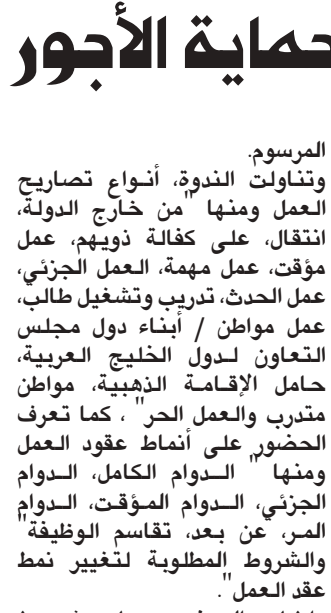 حماية الأجور
المرسوم.
وتناولت الندوة، أنواع تصاريح
العمل ومنها "من خارج الدولة،
انتقال، على كفالة ذويهم، عمل
مؤقت، عمل مهمة، العمل الجزئي،
عمل الحدث، تدريب وتشغيل طالب،
عمل مواطن / أبناء دول مجلس
التعاون لدول الخليج العربية،
حامل الإقامة الذهبية، مواطن
متدرب والعمل الحر" ، كما تعرف
الحضور على أنماط عقود العمل
ومنها " الدوام الكامل، الدوام
الجزئي، الدوام المؤقت، الدوام
المر، عن بعد، تقاسم الوظيفة"
والشروط المطلوبة لتغيير نمط
عقد العمل".